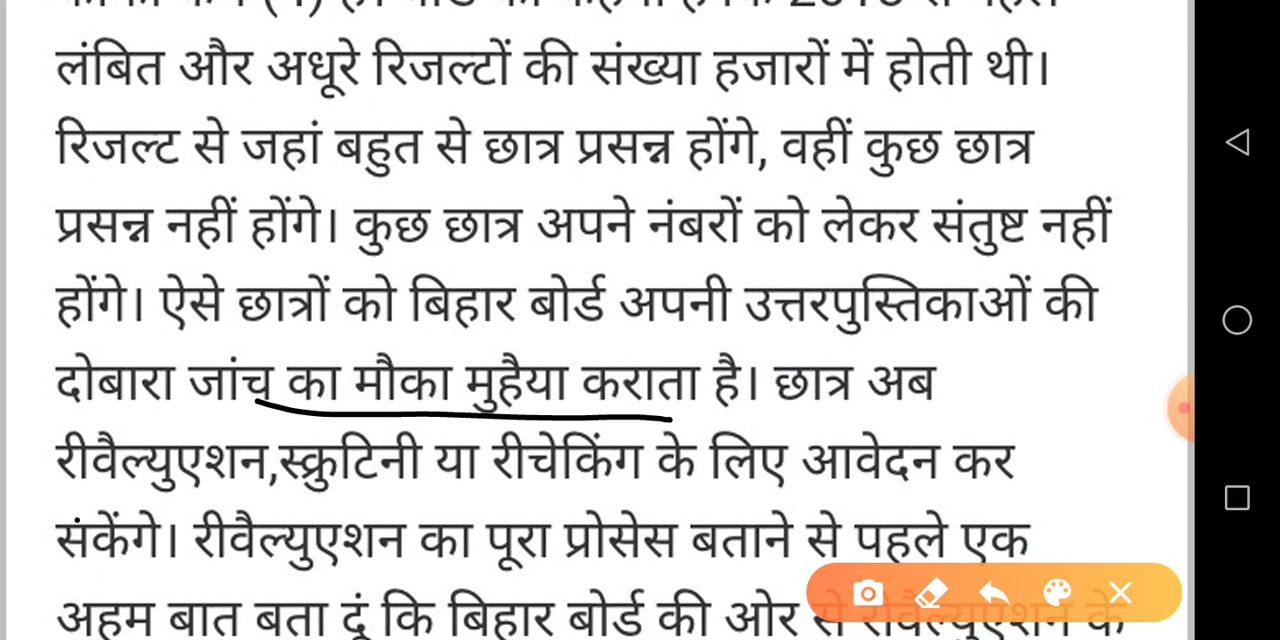 लंबित और अधूरे रिजल्टों की संख्या हजारों में होती थी।
रिजल्ट से जहां बहुत से छात्र प्रसन्न होंगे, वहीं कुछ छात्र
प्रसन्न नहीं होंगे। कुछ छात्र अपने नंबरों को लेकर संतुष्ट नहीं
होंगे। ऐसे छात्रों को बिहार बोर्ड अपनी उत्तरपुस्तिकाओं की
दोबारा जांच का मौका मुहैया कराता है। छात्र अब
रीवैल्युएशन,स्क्रुटिनी या रीचेकिंग के लिए आवेदन कर
संकेंगे। रीवैल्युएशन का पूरा प्रोसेस बताने से पहले एक
अहम बात बता दूं कि बिहार बोर्ड की ओर से रीवैल्युएशन के